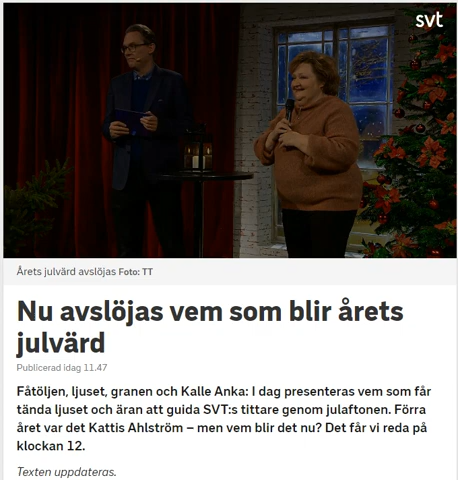 svt
Årets julvärd avslöjas Foto: TT
Nu avslöjas vem som blir årets
julvärd
Publicerad idag 11.47
Fåtöljen, ljuset, granen och Kalle Anka: I dag presenteras vem som får
tända ljuset och äran att guida SVT:s tittare genom julaftonen. Förra
året var det Kattis Ahlström – men vem blir det nu? Det får vi reda på
klockan 12.
Texten uppdateras.